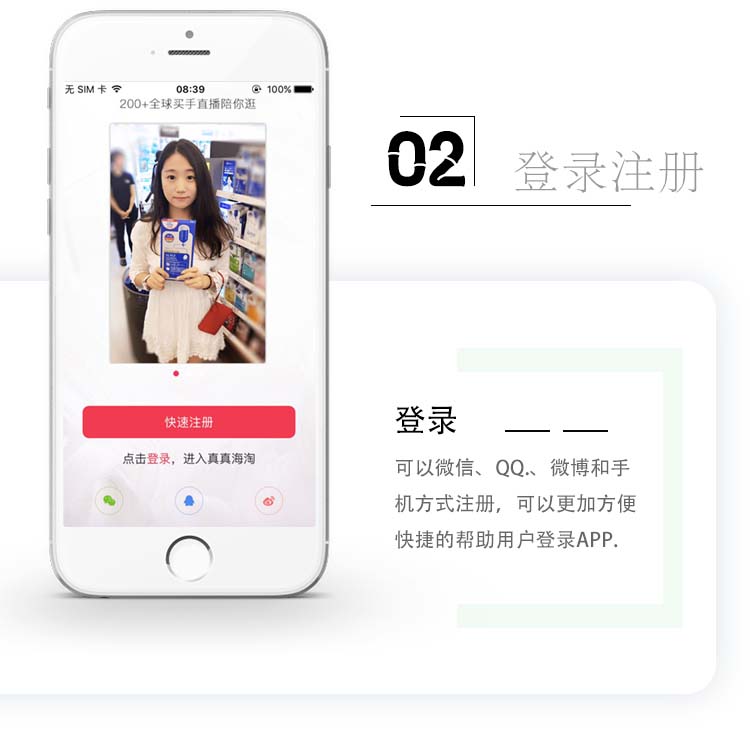 无 SIM 卡 08:39 100%
200+全球买手直播陪你逛
快速注册
点击登录，进入真真海淘
02
登录注册
登录
可以微信、QQ.、微博和手
机方式注册，可以更加方便
快捷的帮助用户登录APP.